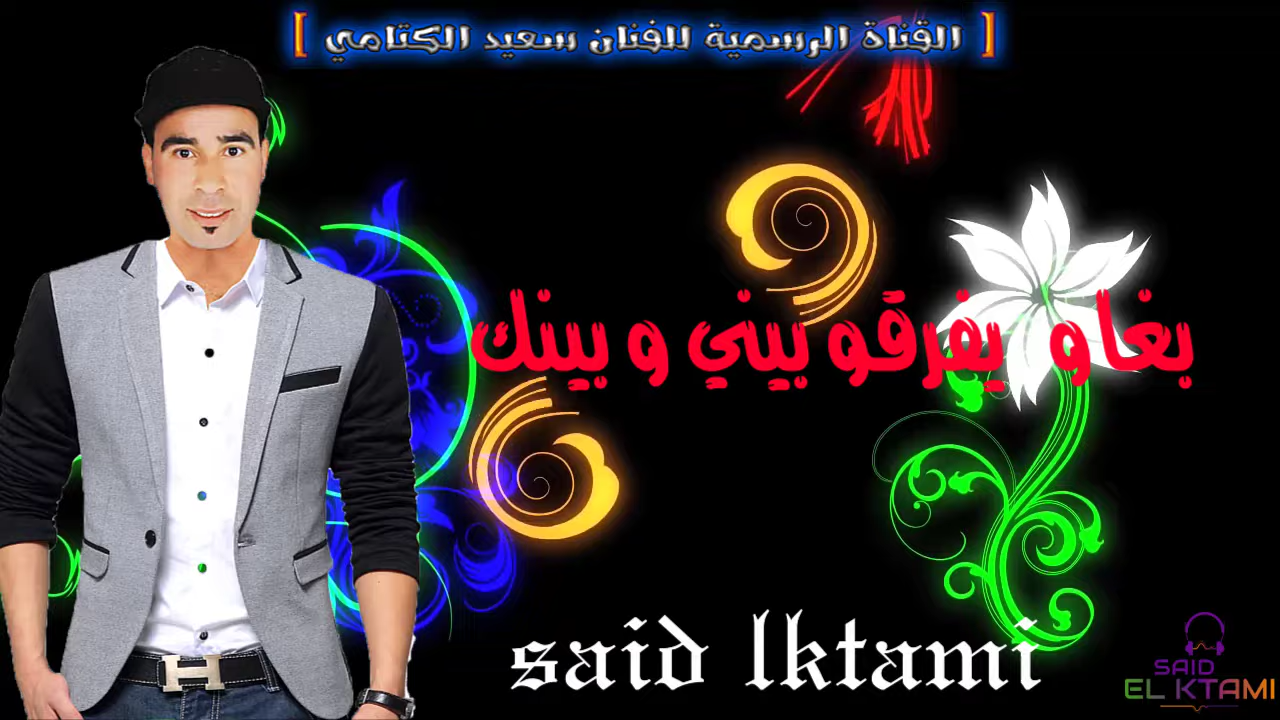 [ القناة الرسمية للفنان سعيد الكتامي ]
بغاو يفرقو بيني و بينك
said lktami
SAID
EL KTAMI